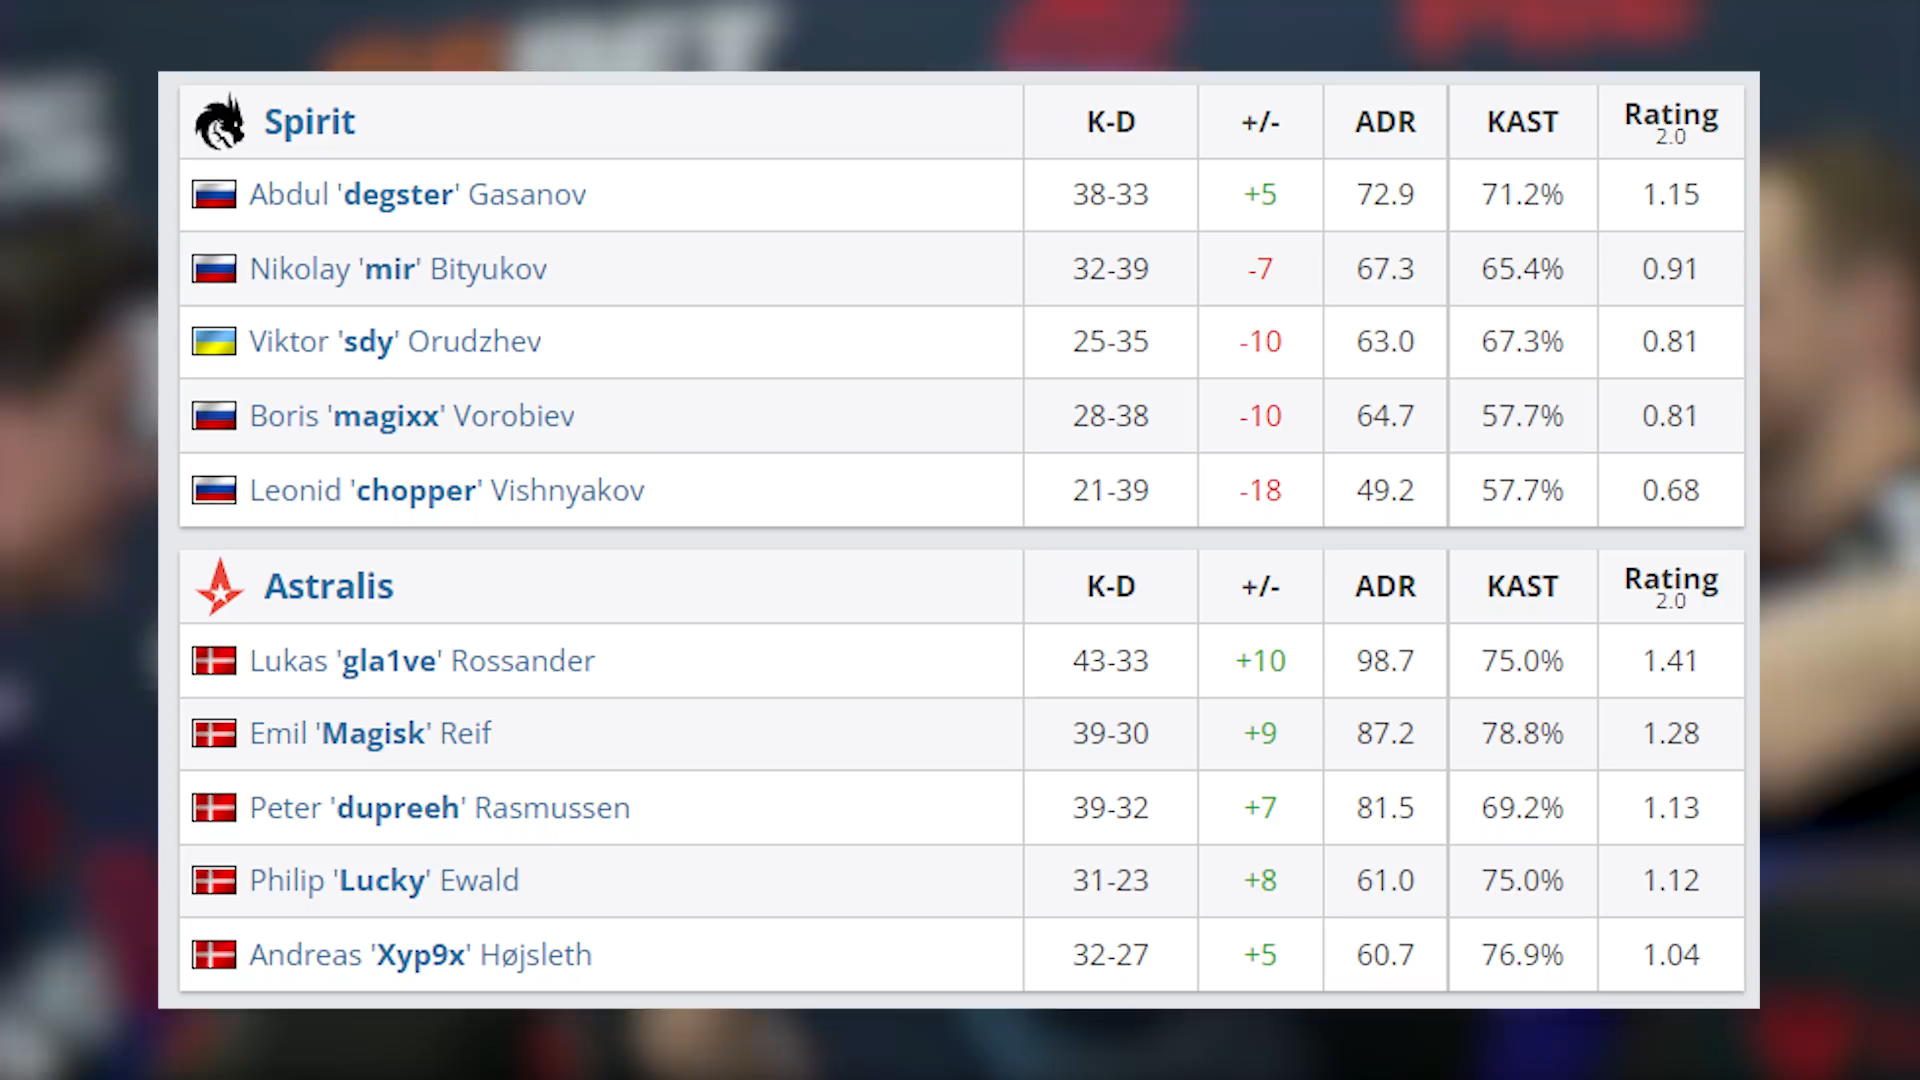 Spirit K-D +/- ADR KAST Rating 2.0
Abdul 'degster' Gasanov 38-33 +5 72.9 71.2% 1.15
Nikolay 'mir' Bityukov 32-39 -7 67.3 65.4% 0.91
Viktor 'sdy' Orudzhev 25-35 -10 63.0 67.3% 0.81
Boris 'magixx' Vorobiev 28-38 -10 64.7 57.7% 0.81
Leonid 'chopper' Vishnyakov 21-39 -18 49.2 57.7% 0.68
Astralis K-D +/- ADR KAST Rating 2.0
Lukas 'gla1ve' Rossander 43-33 +10 98.7 75.0% 1.41
Emil 'Magisk' Reif 39-30 +9 87.2 78.8% 1.28
Peter 'dupreeh' Rasmussen 39-32 +7 81.5 69.2% 1.13
Philip 'Lucky' Ewald 31-23 +8 61.0 75.0% 1.12
Andreas 'Xyp9x' Højsleth 32-27 +5 60.7 76.9% 1.04